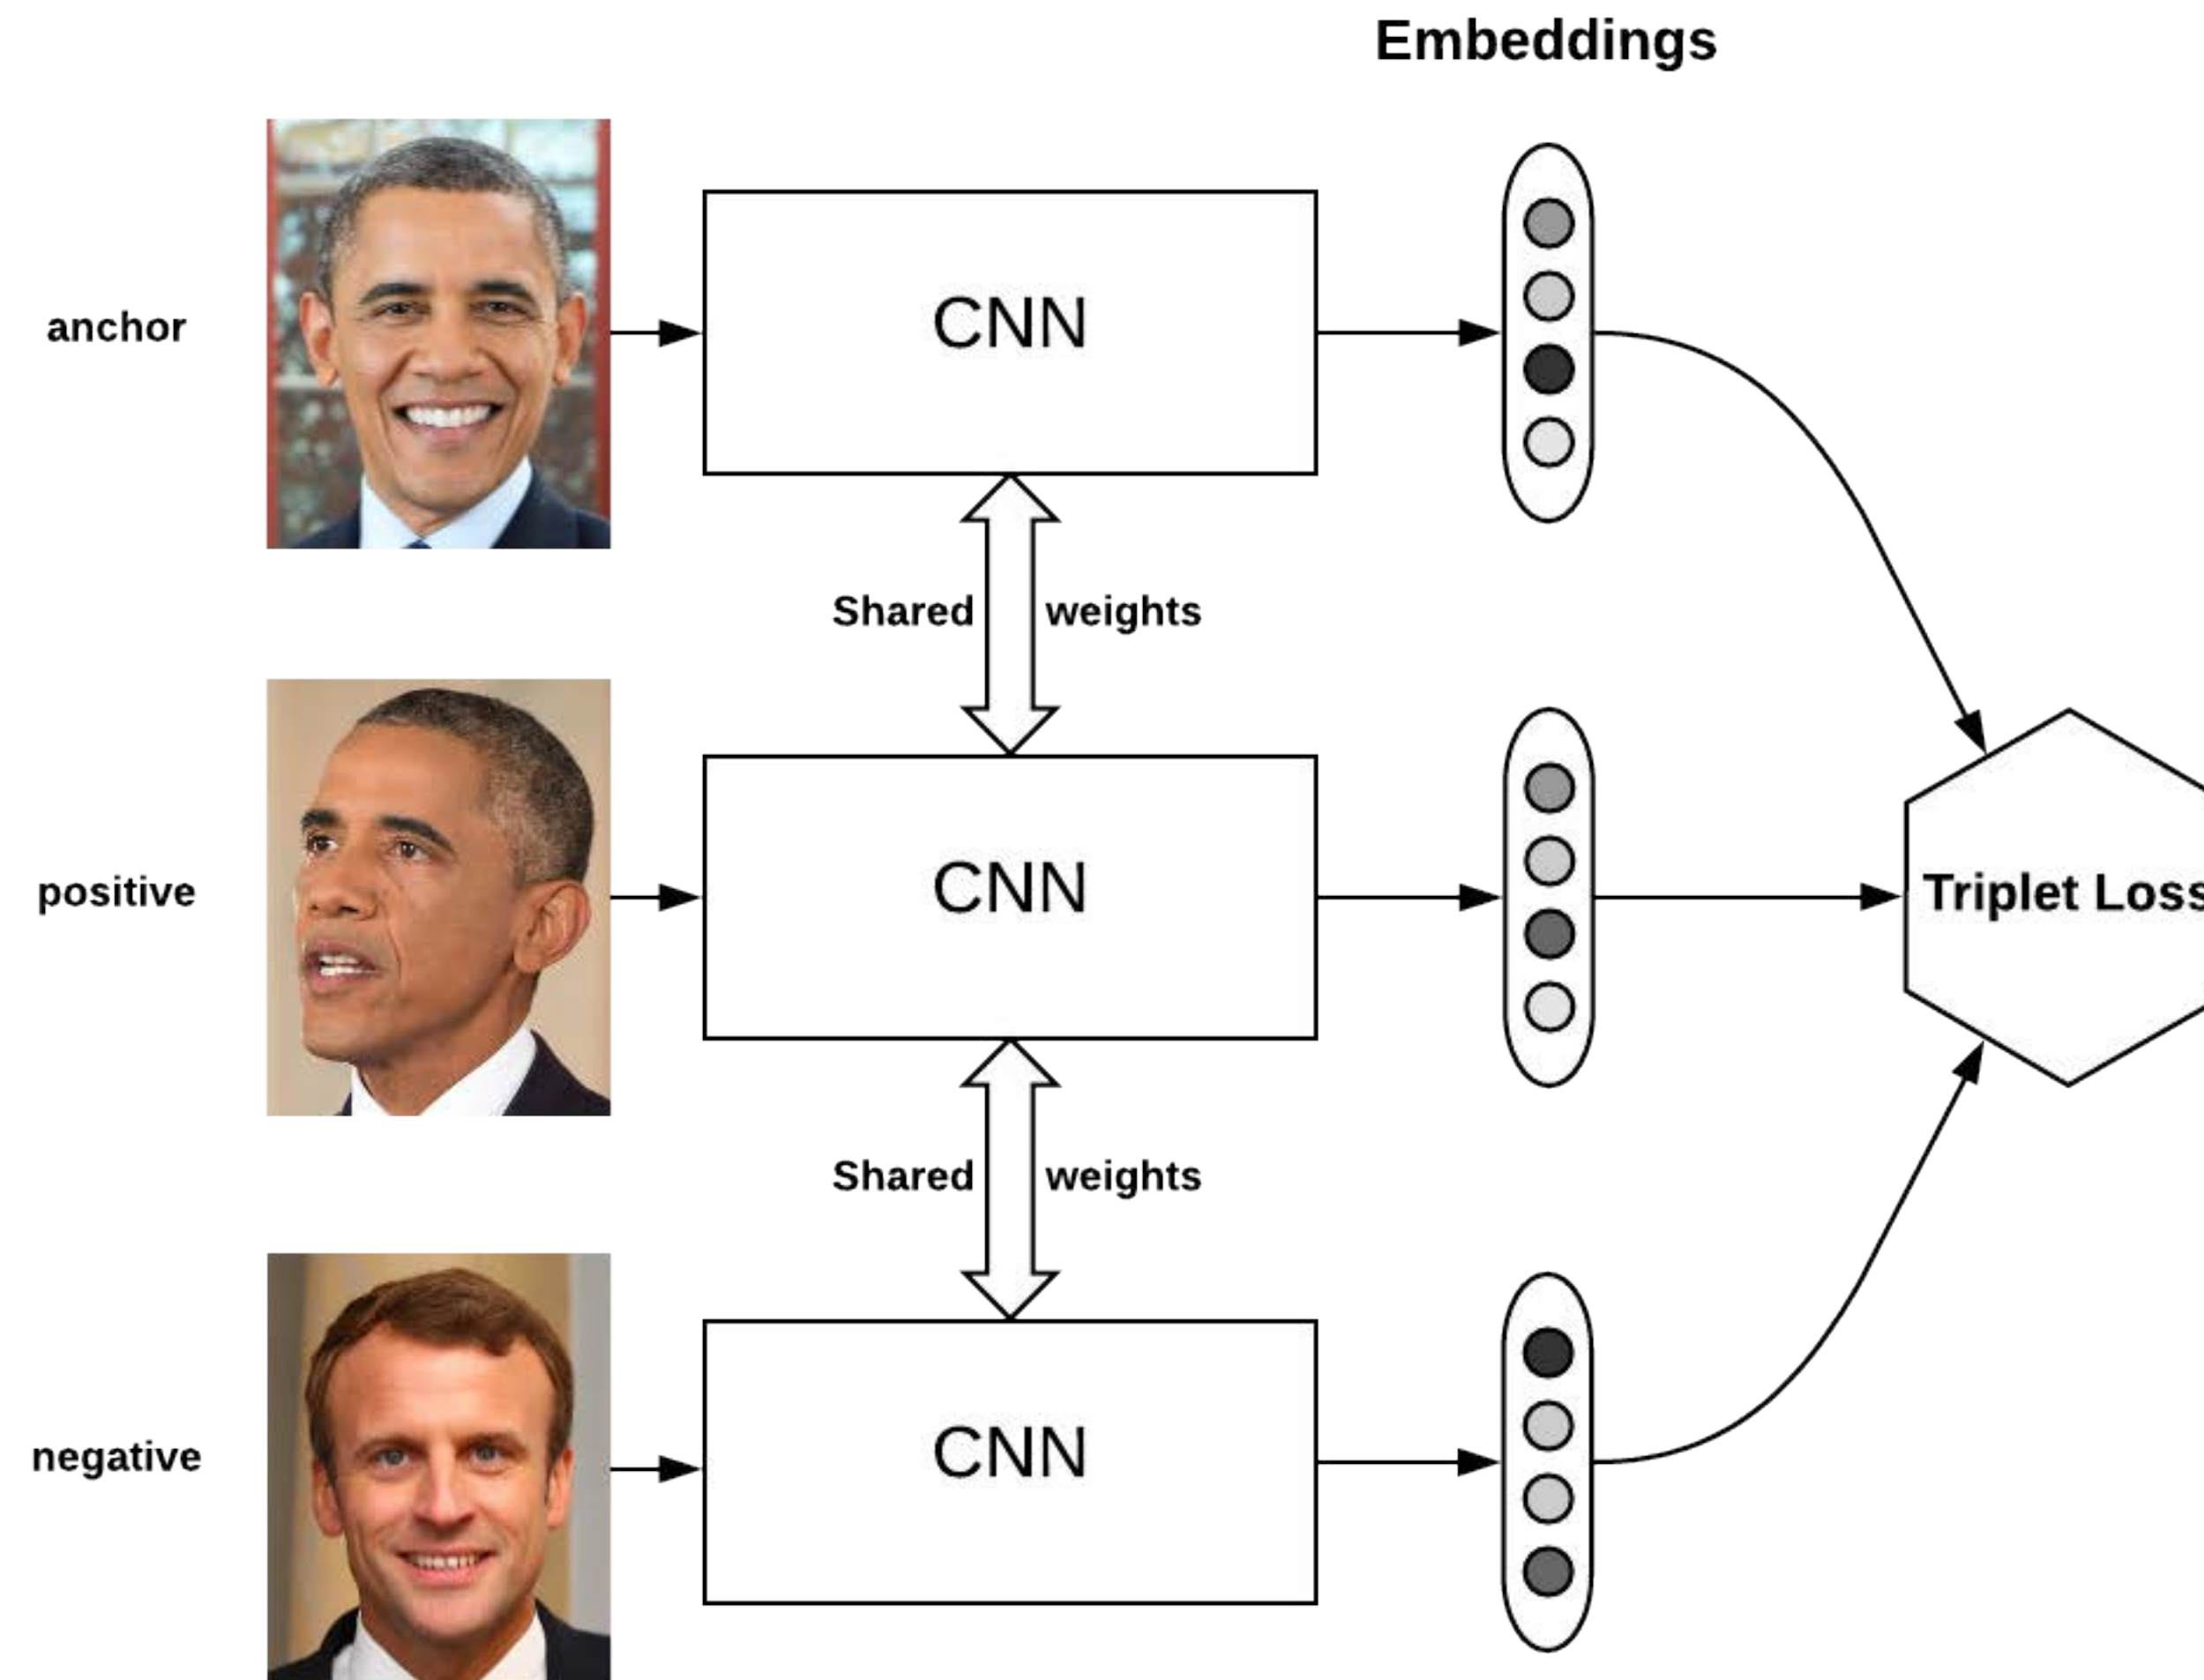 Embeddings
anchor
CNN
Shared weights
positive
CNN
Triplet Loss
Shared weights
negative
CNN